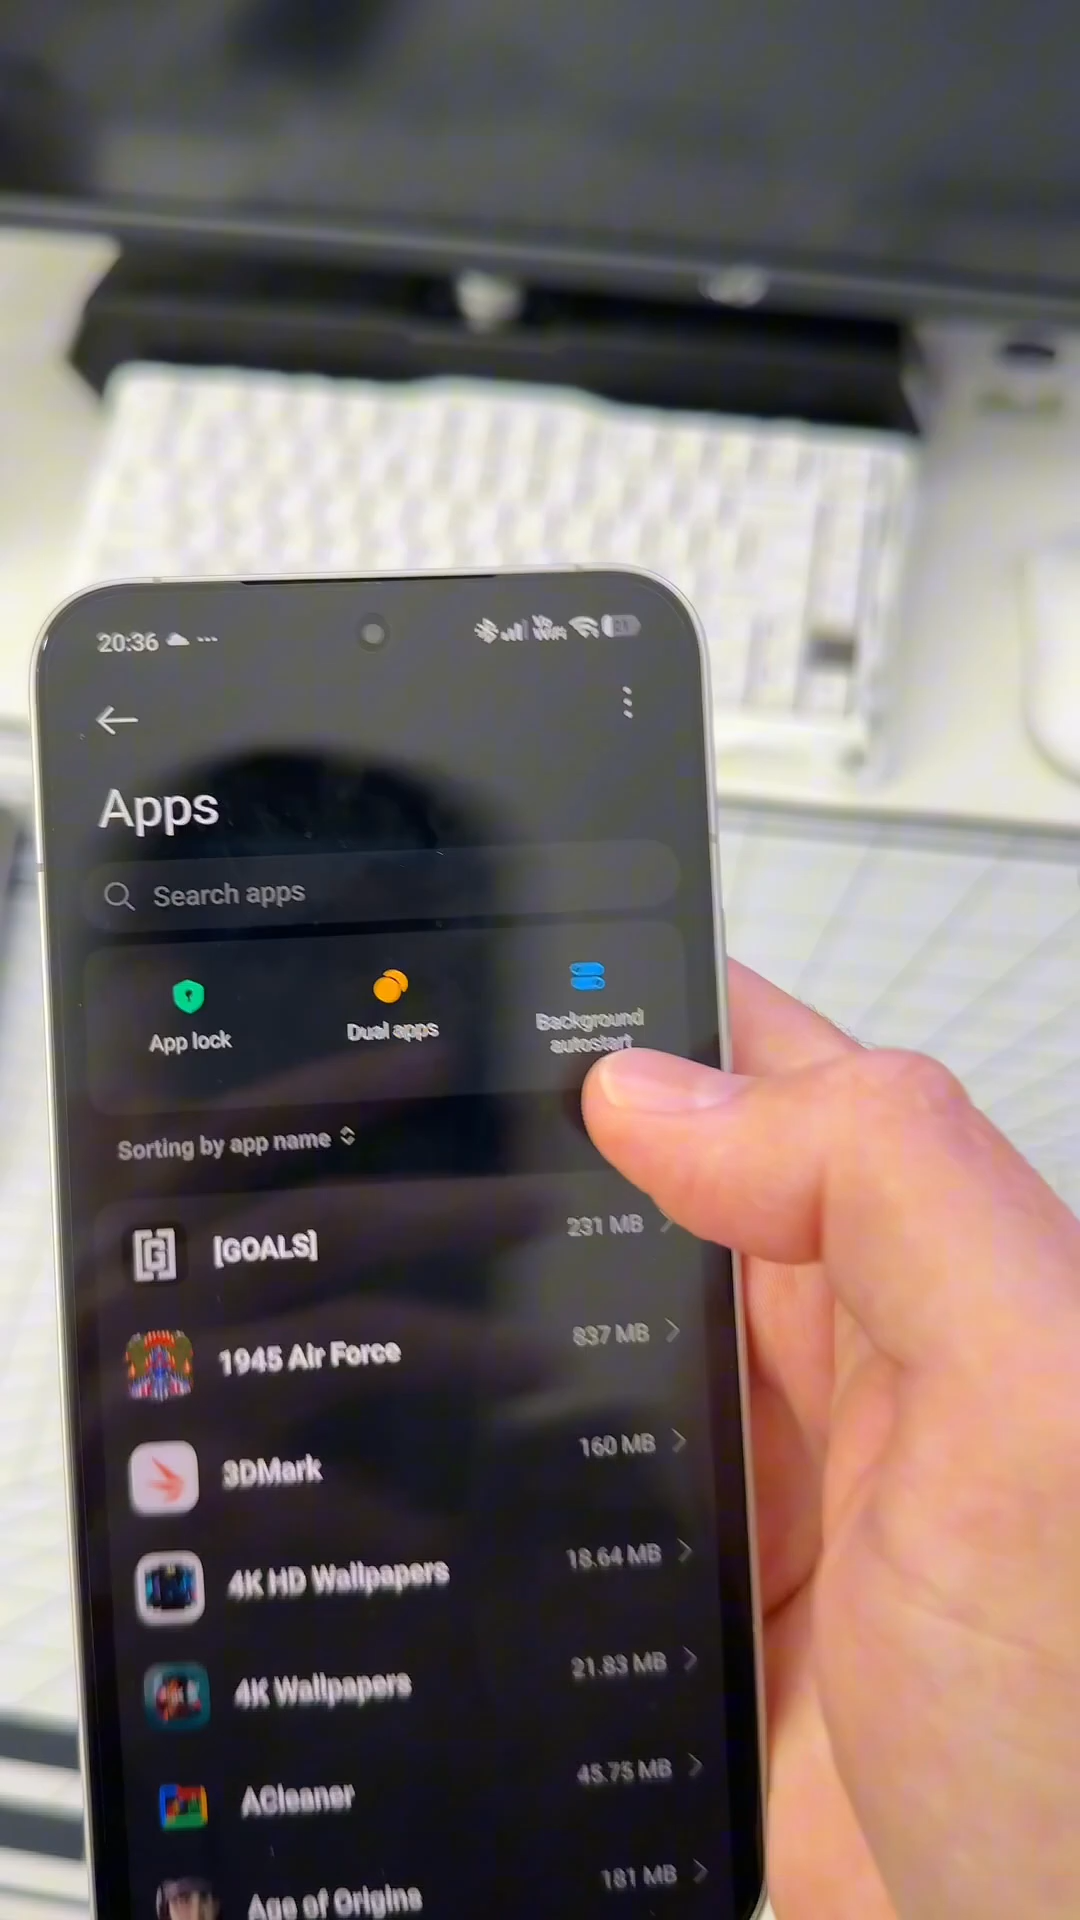 20:36
Vo
WiFi
Apps
Search apps
App lock
Dual apps
Background
autostart
Sorting by app name
[GOALS]
231 MB
1945 Air Force
837 MB
3DMark
160 MB
4K HD Wallpapers
18.64 MB
4K Wallpapers
21.83 MB
ACleaner
45.75 MB
Age of Origins
181 MB